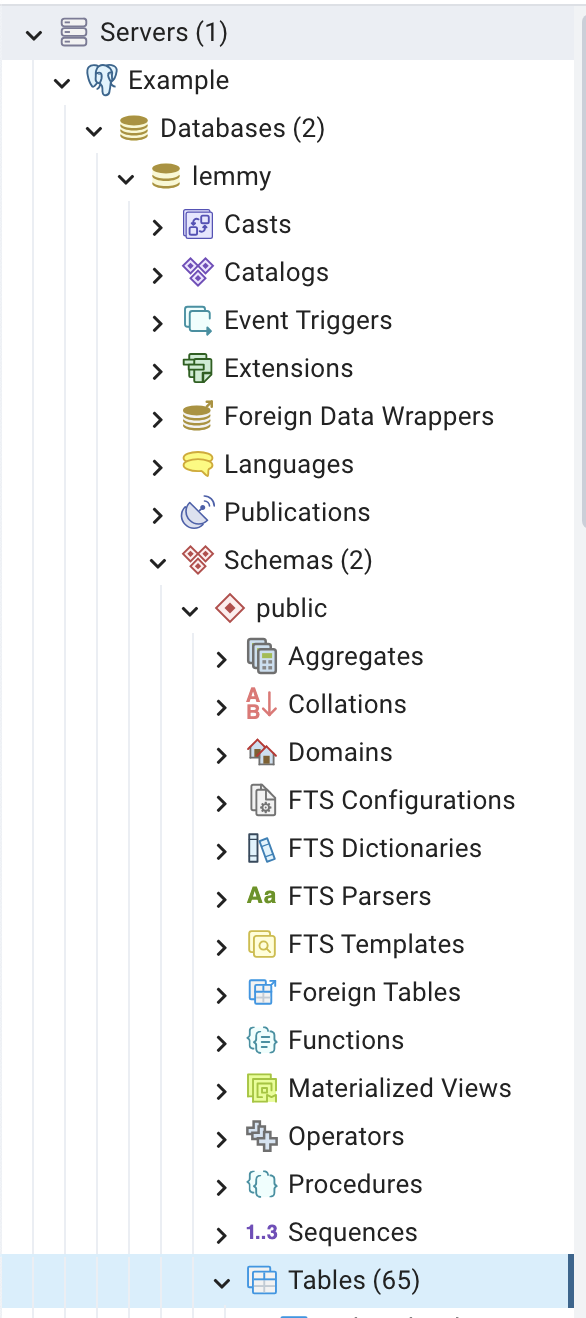 Servers (1)
Example
Databases (2)
lemmy
Casts
Catalogs
Event Triggers
Extensions
Foreign Data Wrappers
Languages
Publications
Schemas (2)
public
Aggregates
Collations
Domains
FTS Configurations
FTS Dictionaries
Aa FTS Parsers
FTS Templates
Foreign Tables
Functions
Materialized Views
Operators
Procedures
1..3 Sequences
Tables (65)